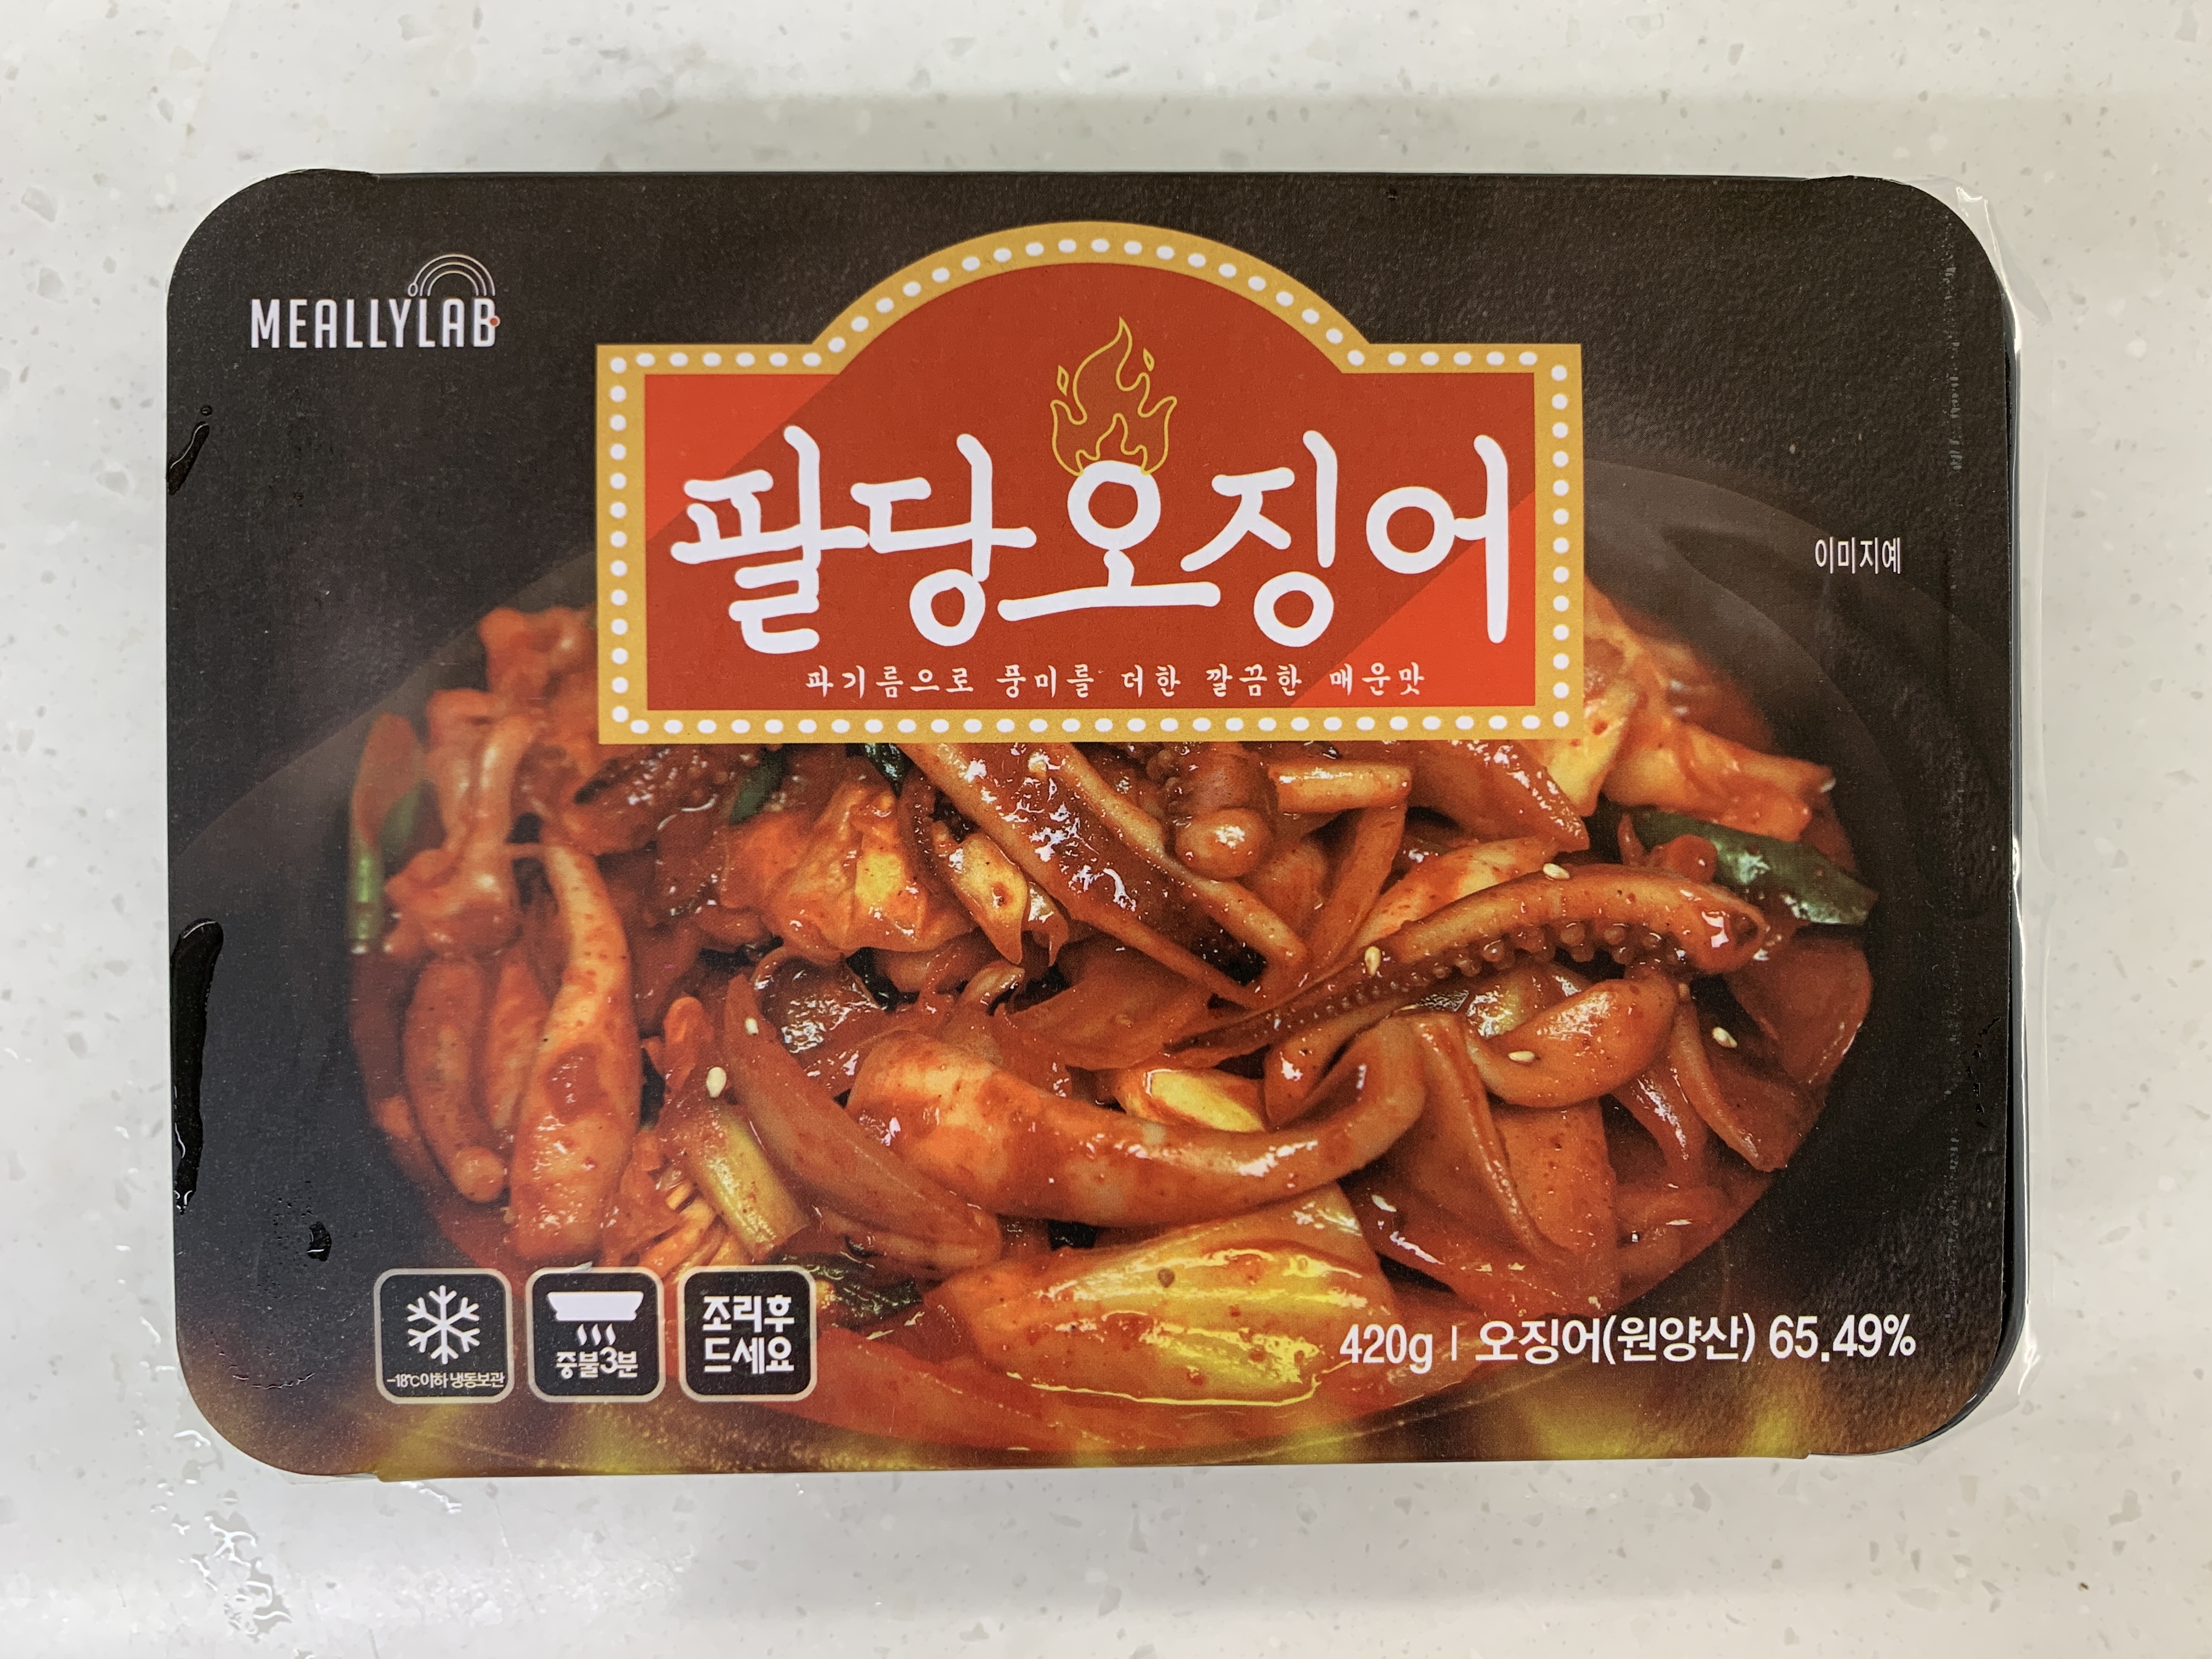 MEALLYLAB
팔당오징어
파기름으로 풍미를 더한 깔끔한 매운맛
이미지예
-18℃이하 냉동보관
중불3분
조리후
드세요
420g | 오징어(원양산) 65.49%